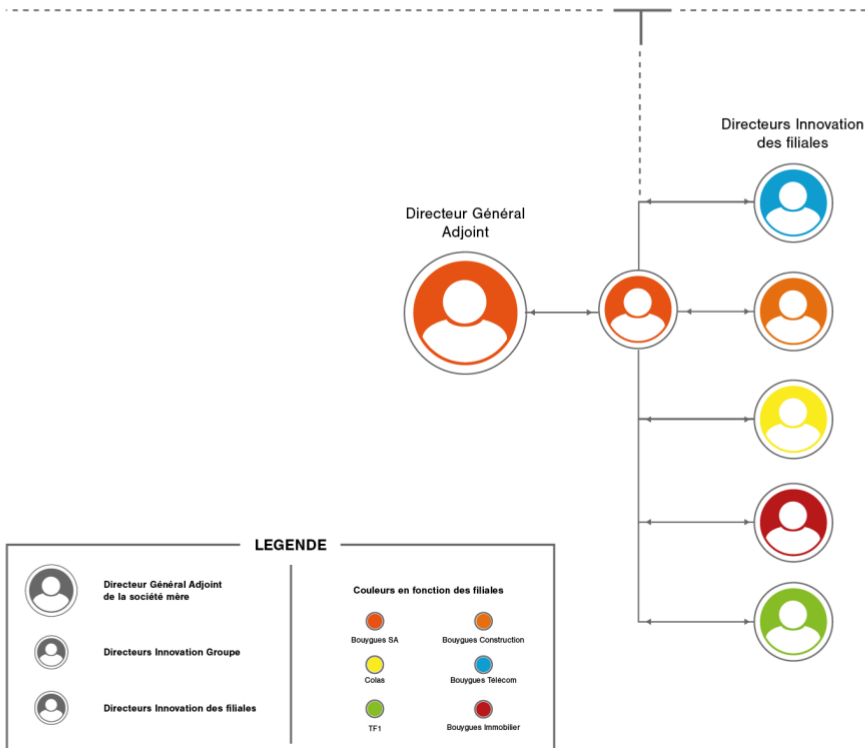 Directeurs Innovation
des filiales
Directeur Général
Adjoint
LEGENDE
Directeur Général Adjoint
de la société mère
Directeurs Innovation Groupe
Directeurs Innovation des filiales
Couleurs en fonction des filiales
Bouygues SA
Bouygues Construction
Colas
Bouygues Télécom
TF1
Bouygues Immobilier